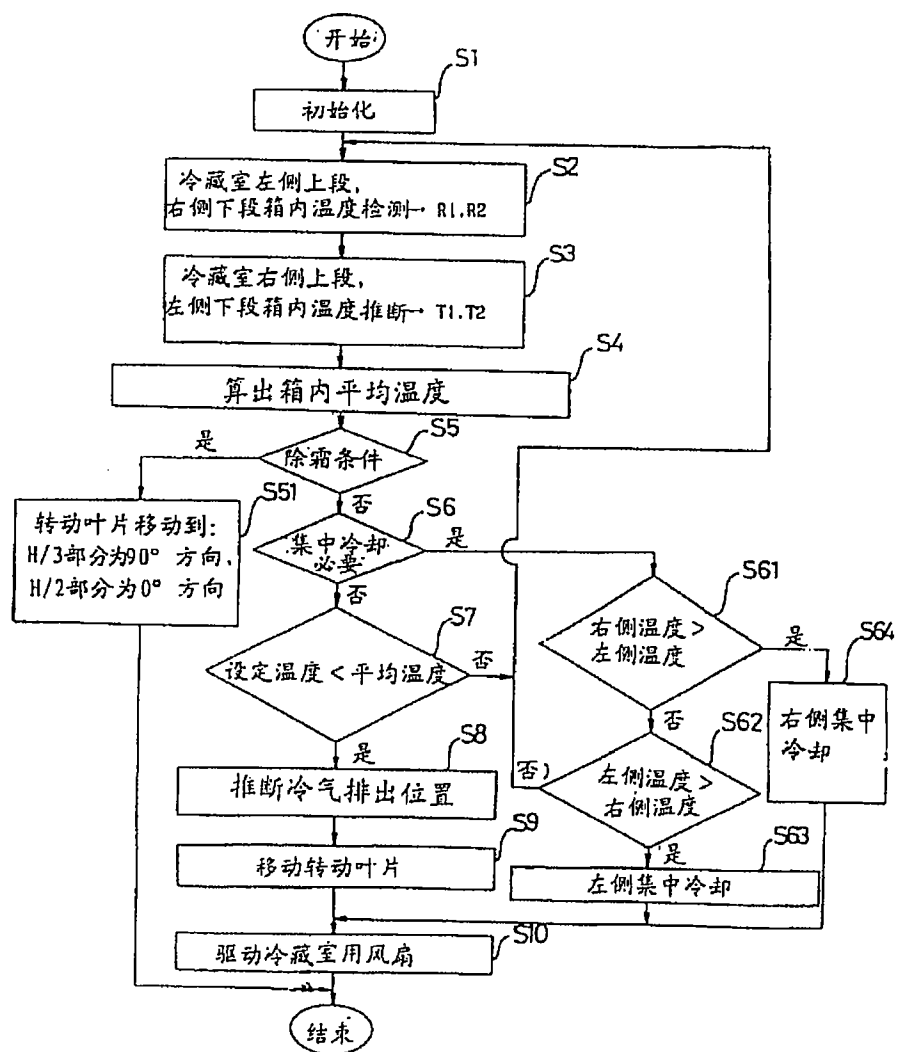 开始
S1
初始化
S2
冷藏室左侧上段,
右侧下段箱内温度检测→ R1.R2
S3
冷藏室右侧上段,
左侧下段箱内温度推断→ T1.T2
S4
算出箱内平均温度
S5
除霜条件
是
否
S51
转动叶片移动到:
H/3部分为90° 方向,
H/2部分为0° 方向
S6
集中冷却
必要
是
否
S7
设定温度<平均温度
否
是
S61
右侧温度>
左侧温度
是
否
S64
右侧集中
冷却
S62
左侧温度>
右侧温度
否
是
S8
推断冷气排出位置
S9
移动转动叶片
S63
左侧集中冷却
S10
驱动冷藏室用风扇
结束